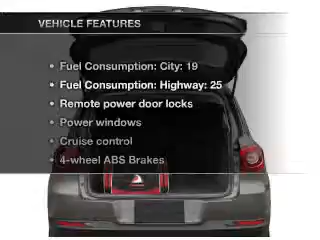 VEHICLE FEATURES
• Fuel Consumption: City: 19
• Fuel Consumption: Highway: 25
• Remote power door locks
• Power windows
• Cruise control
• 4-wheel ABS Brakes